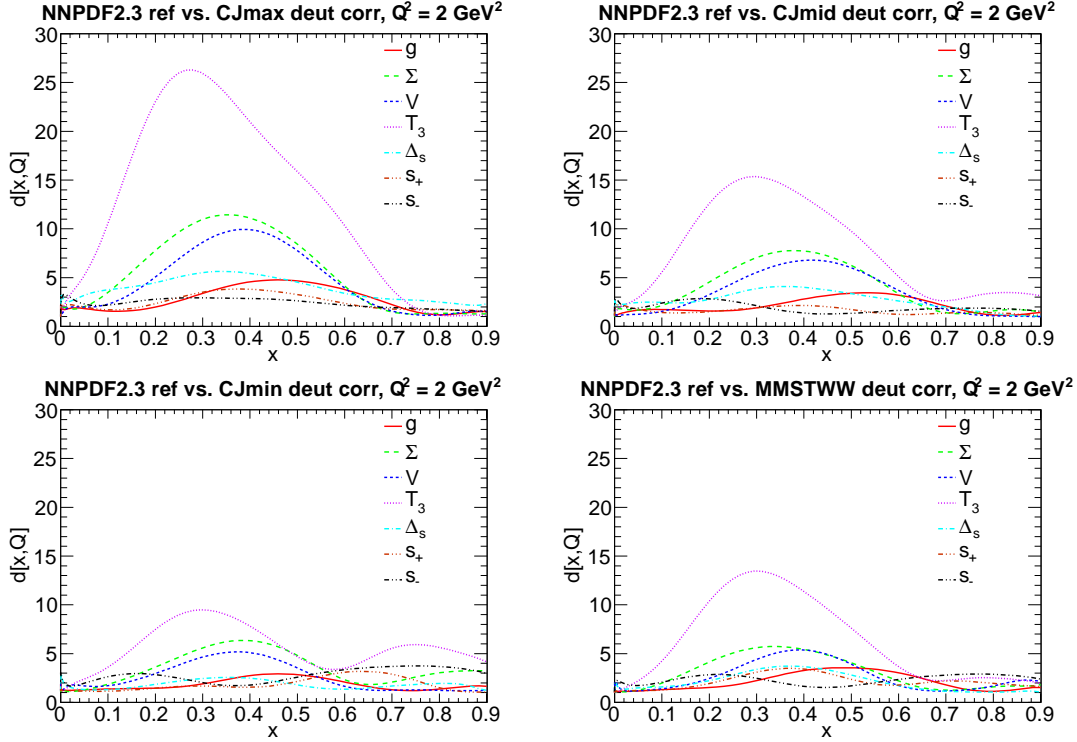 NNPDF2.3 ref vs. CJmax deut corr, Q² = 2 GeV²
30
25
20
15
10
5
0
d[x,Q]
g
Σ
V
T₃
Δₛ
s₊
s₋
0 0.1 0.2 0.3 0.4 0.5 0.6 0.7 0.8 0.9
x
NNPDF2.3 ref vs. CJmid deut corr, Q² = 2 GeV²
30
25
20
15
10
5
0
d[x,Q]
g
Σ
V
T₃
Δₛ
s₊
s₋
0 0.1 0.2 0.3 0.4 0.5 0.6 0.7 0.8 0.9
x
NNPDF2.3 ref vs. CJmin deut corr, Q² = 2 GeV²
30
25
20
15
10
5
0
d[x,Q]
g
Σ
V
T₃
Δₛ
s₊
s₋
0 0.1 0.2 0.3 0.4 0.5 0.6 0.7 0.8 0.9
x
NNPDF2.3 ref vs. MMSTWW deut corr, Q² = 2 GeV²
30
25
20
15
10
5
0
d[x,Q]
g
Σ
V
T₃
Δₛ
s₊
s₋
0 0.1 0.2 0.3 0.4 0.5 0.6 0.7 0.8 0.9
x